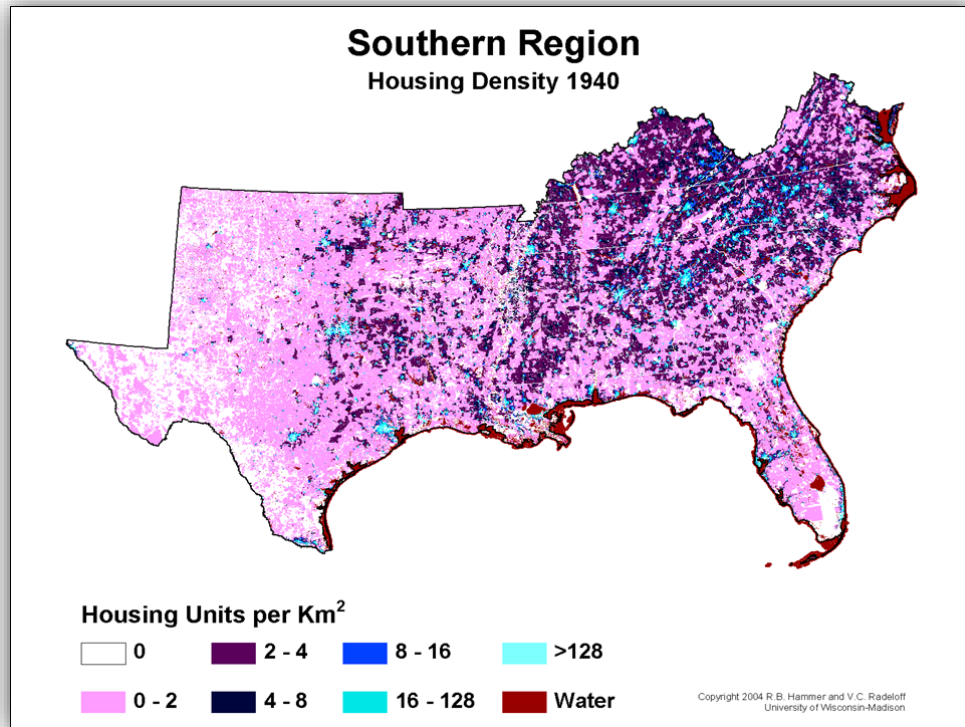 Southern Region
Housing Density 1940
Housing Units per Km²
0 2 - 4 8 - 16 >128
0 - 2 4 - 8 16 - 128 Water
Copyright 2004 R.B. Hammer and V.C. Radeloff
University of Wisconsin-Madison